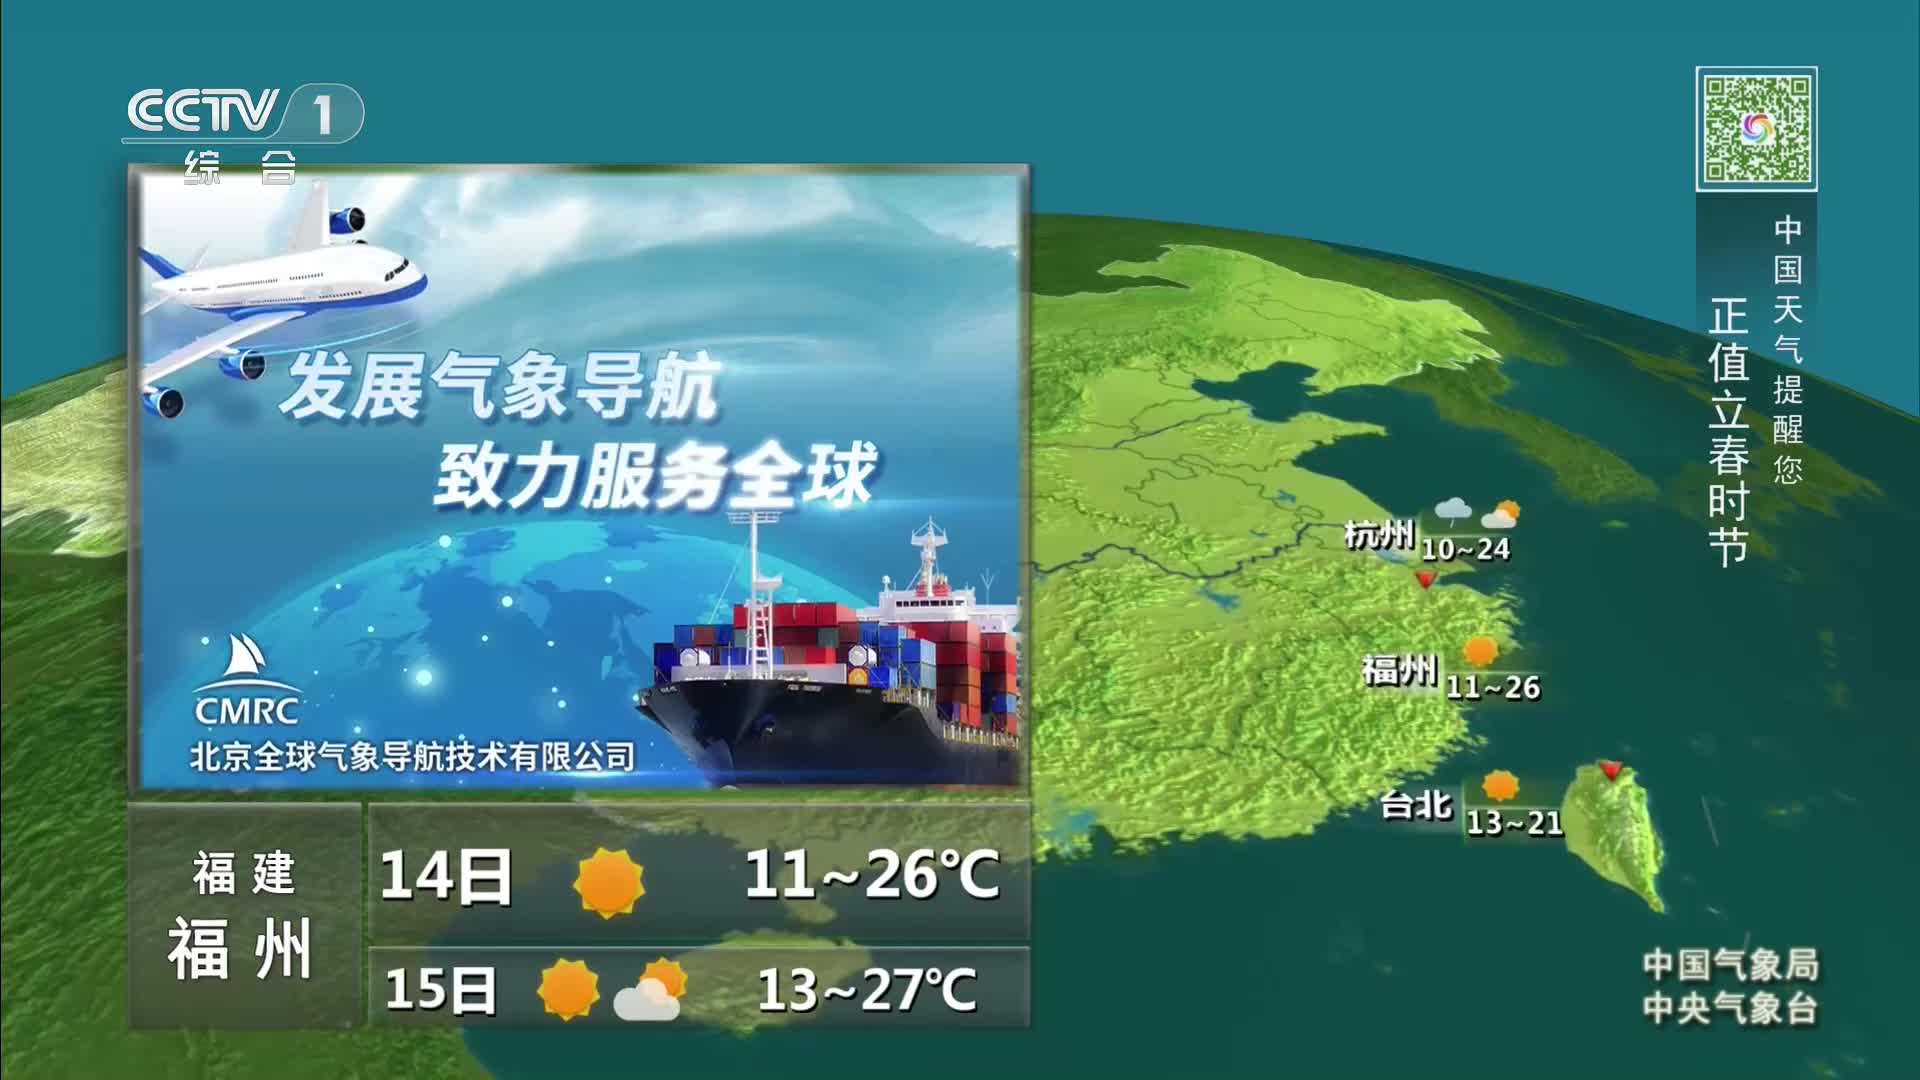 CCTV 1
综 合
发展气象导航
致力服务全球
CMRC
北京全球气象导航技术有限公司
福建
福州
14日 11~26℃
15日 13~27℃
杭州 10~24
福州 11~26
台北 13~21
中国天气提醒您
正值立春时节
中国气象局
中央气象台